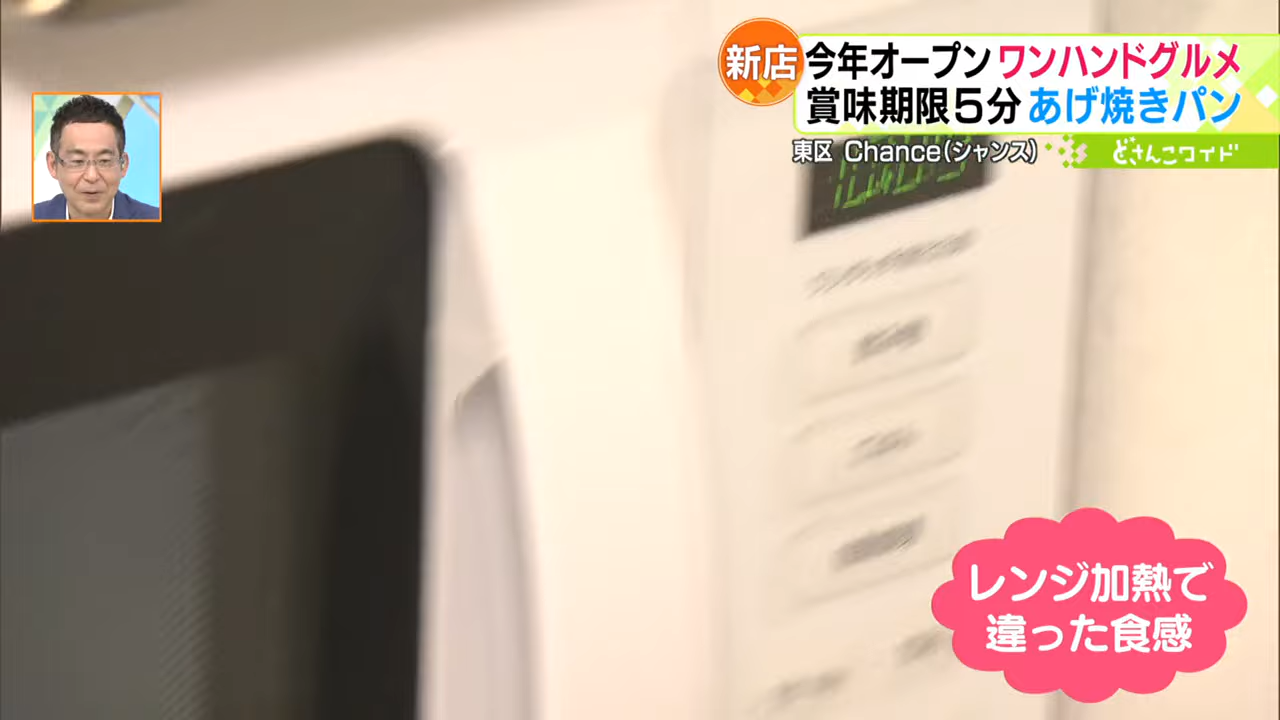 新店
今年オープン ワンハンドグルメ
賞味期限5分 あげ焼きパン
東区 Chance(シャンス)
どさんこワイド
レンジ加熱で
違った食感